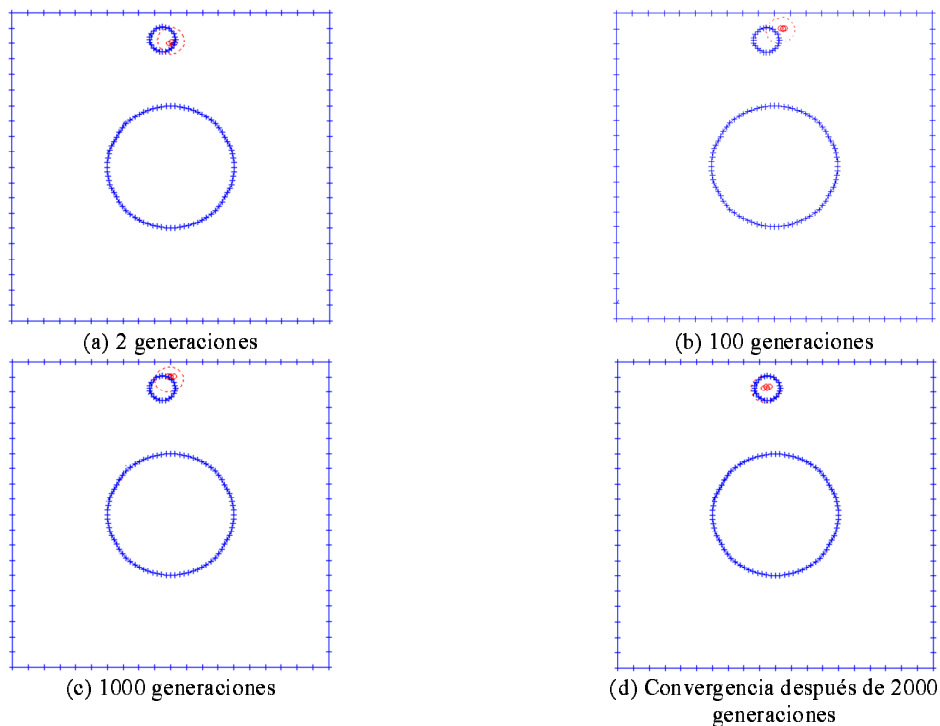 (a) 2 generaciones
(b) 100 generaciones
(c) 1000 generaciones
(d) Convergencia después de 2000
generaciones